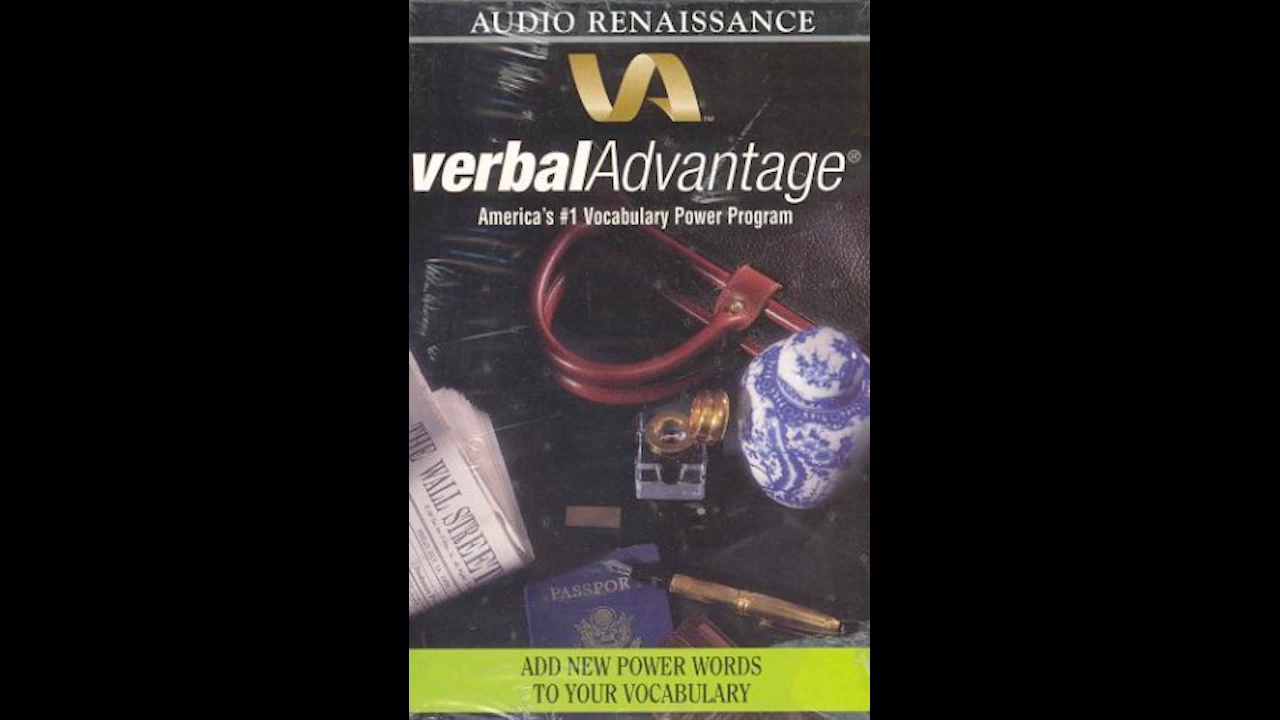 AUDIO RENAISSANCE
VA™
verbalAdvantage®
America's #1 Vocabulary Power Program
THE WALL STREET
PASSPOR
ADD NEW POWER WORDS
TO YOUR VOCABULARY